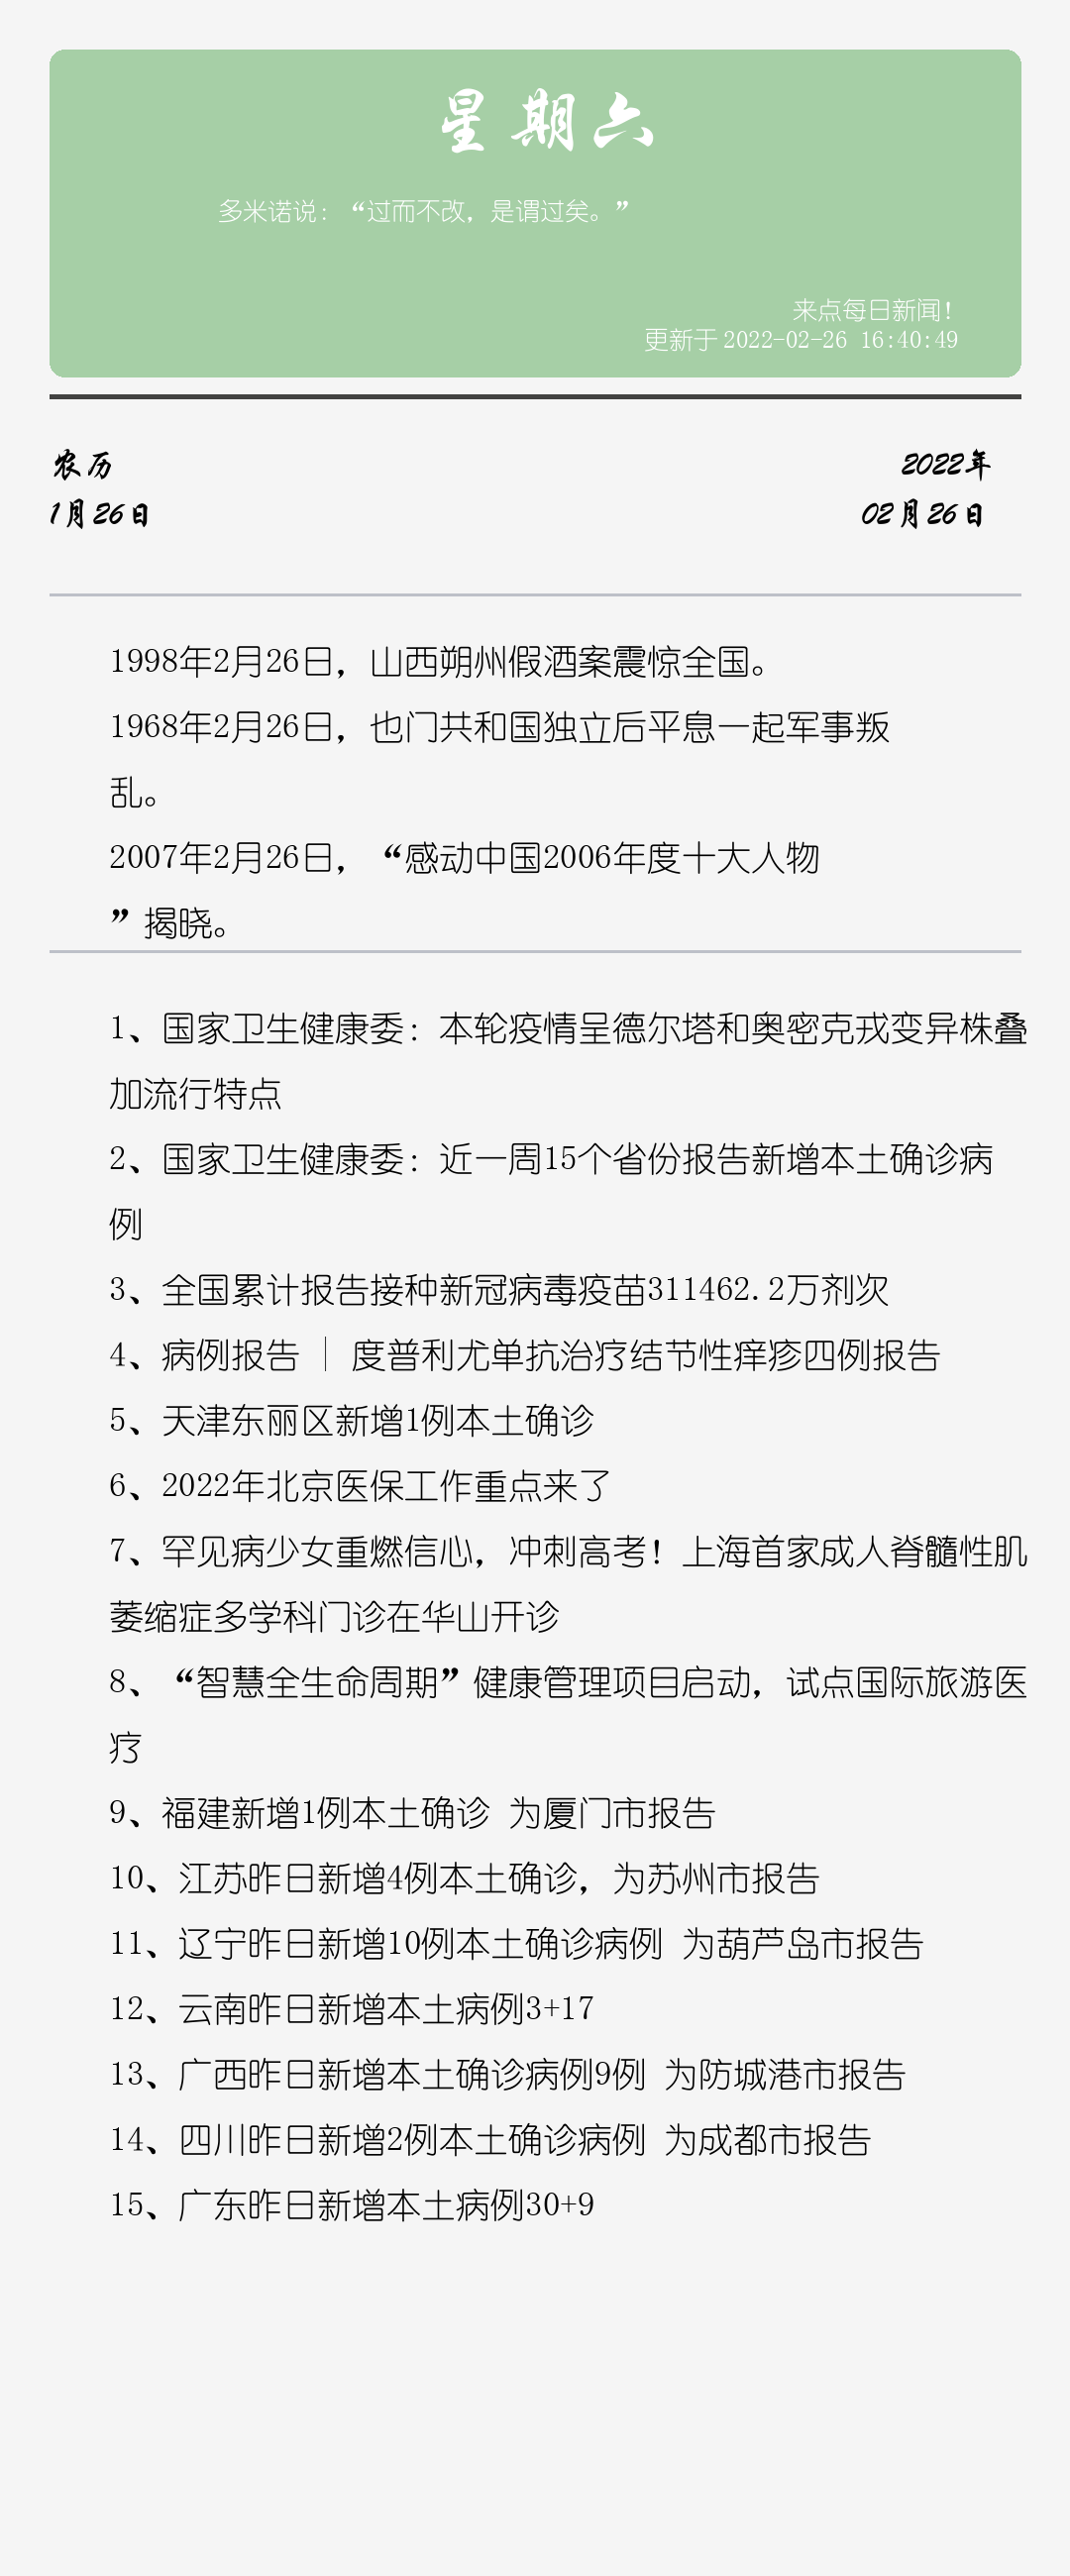 星期六
多米诺说：“过而不改，是谓过矣。”
来点每日新闻！
更新于 2022-02-26 16:40:49
农历
1月26日
2022年
02月26日
1998年2月26日，山西朔州假酒案震惊全国。
1968年2月26日，也门共和国独立后平息一起军事叛
乱。
2007年2月26日，“感动中国2006年度十大人物
”揭晓。
1、国家卫生健康委：本轮疫情呈德尔塔和奥密克戎变异株叠
加流行特点
2、国家卫生健康委：近一周15个省份报告新增本土确诊病
例
3、全国累计报告接种新冠病毒疫苗311462.2万剂次
4、病例报告｜度普利尤单抗治疗结节性痒疹四例报告
5、天津东丽区新增1例本土确诊
6、2022年北京医保工作重点来了
7、罕见病少女重燃信心，冲刺高考！上海首家成人脊髓性肌
萎缩症多学科门诊在华山开诊
8、“智慧全生命周期”健康管理项目启动，试点国际旅游医
疗
9、福建新增1例本土确诊 为厦门市报告
10、江苏昨日新增4例本土确诊，为苏州市报告
11、辽宁昨日新增10例本土确诊病例 为葫芦岛市报告
12、云南昨日新增本土病例3+17
13、广西昨日新增本土确诊病例9例 为防城港市报告
14、四川昨日新增2例本土确诊病例 为成都市报告
15、广东昨日新增本土病例30+9